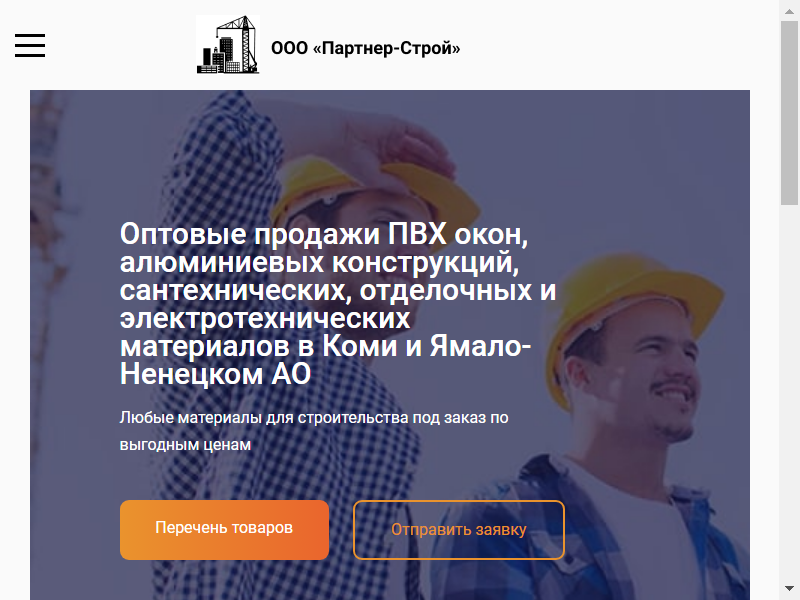 ООО «Партнер-Строй»
Оптовые продажи ПВХ окон,
алюминиевых конструкций,
сантехнических, отделочных и
электротехнических
материалов в Коми и Ямало-
Ненецком АО
Любые материалы для строительства под заказ по
выгодным ценам
Перечень товаров
Отправить заявку